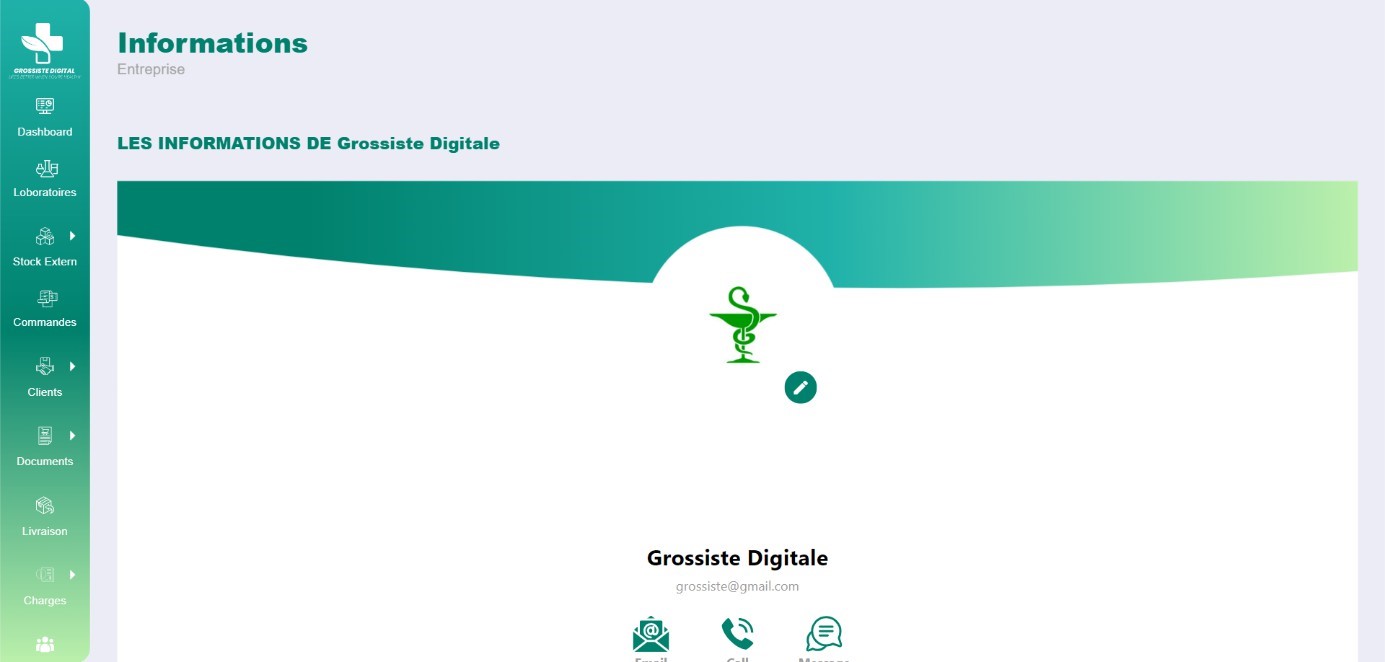 GROSSISTE DIGITAL
Dashboard
Loboratoires
Stock Extern
Commandes
Clients
Documents
Livraison
Charges
Informations
Entreprise
LES INFORMATIONS DE Grossiste Digitale
Grossiste Digitale
grossiste@gmail.com
Email
Call
Message